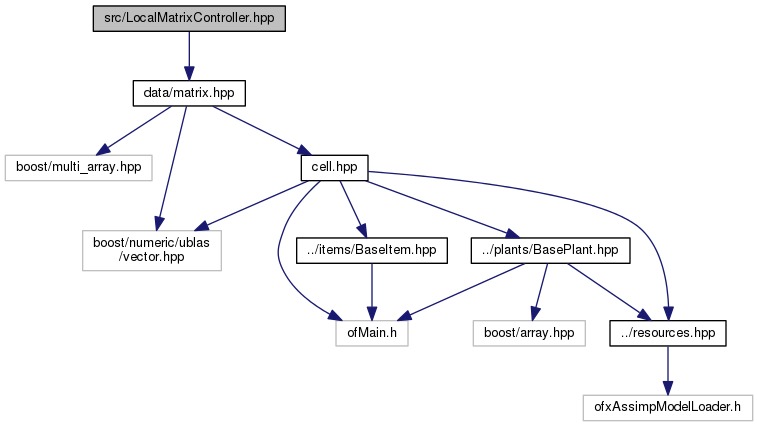 src/LocalMatrixController.hpp
data/matrix.hpp
boost/multi_array.hpp
cell.hpp
boost/numeric/ublas
/vector.hpp
../items/BaseItem.hpp
../plants/BasePlant.hpp
ofMain.h
boost/array.hpp
../resources.hpp
ofxAssimpModelLoader.h